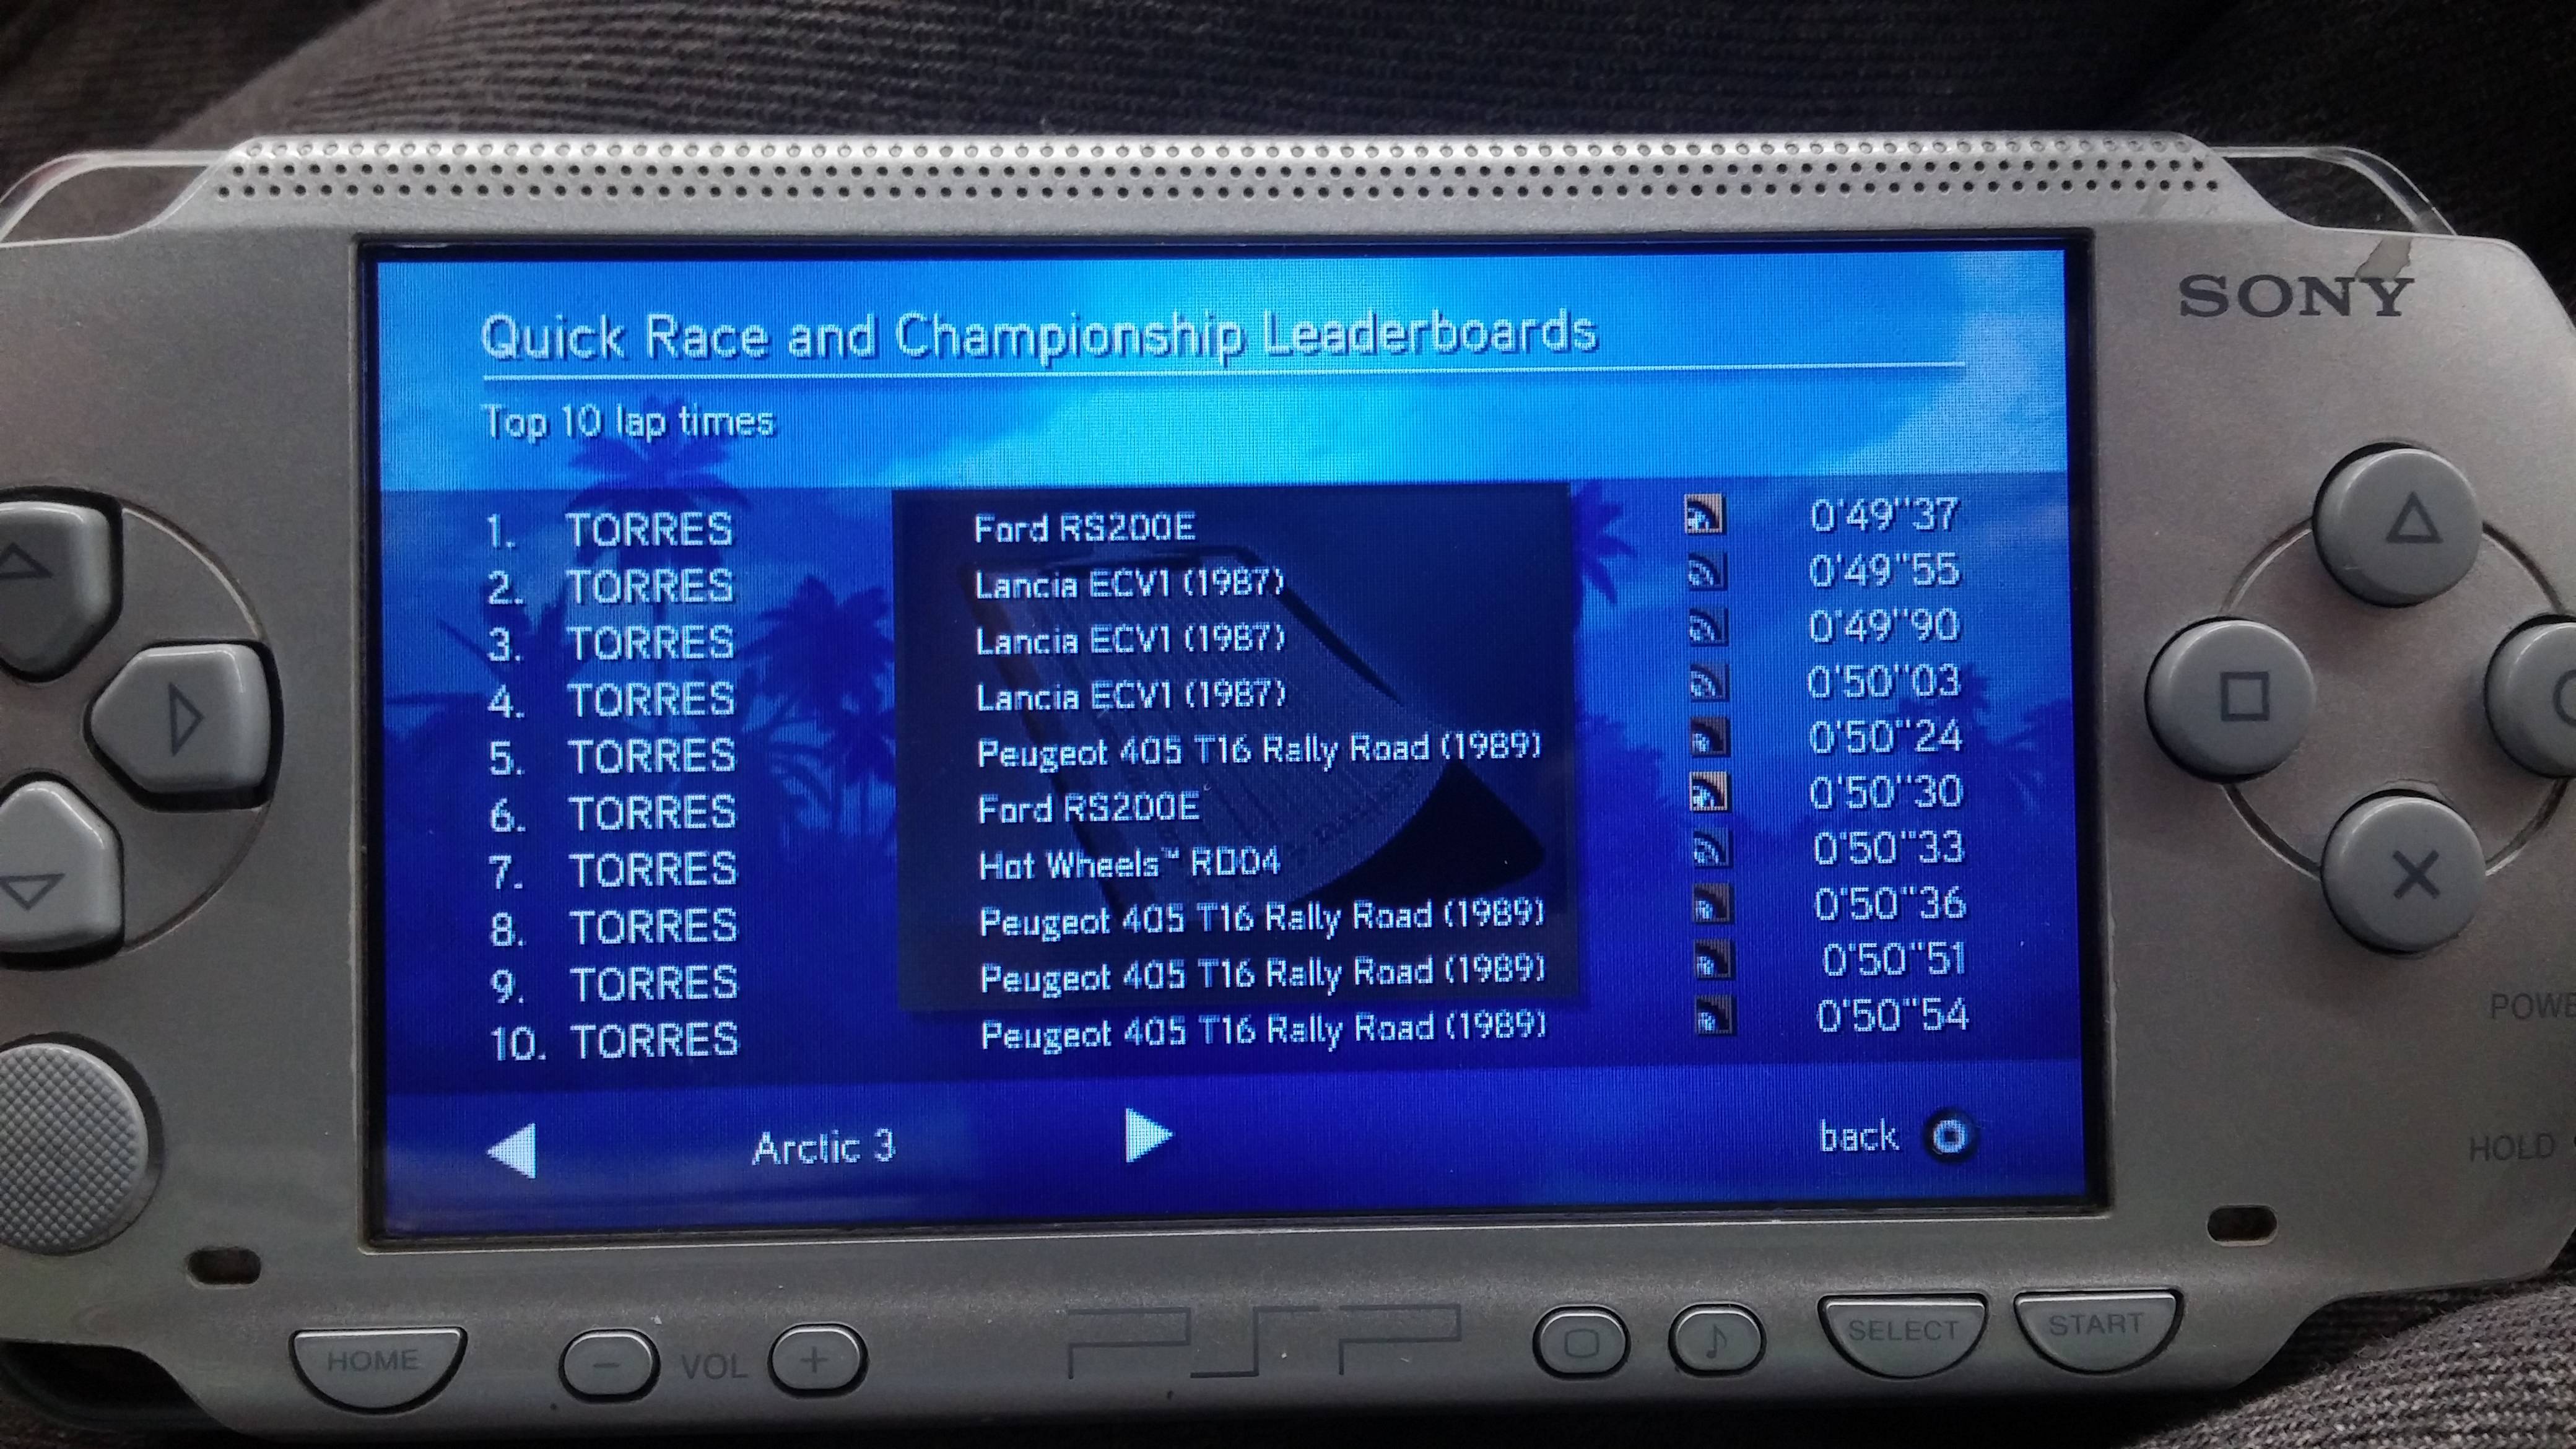 SONY
Quick Race and Championship Leaderboards
Top 10 lap times
1. TORRES Ford RS200E 0'49"37
2. TORRES Lancia ECV1 (1987) 0'49"55
3. TORRES Lancia ECV1 (1987) 0'49"90
4. TORRES Lancia ECV1 (1987) 0'50"03
5. TORRES Peugeot 405 T16 Rally Road (1989) 0'50"24
6. TORRES Ford RS200E 0'50"30
7. TORRES Hot Wheels™ RD04 0'50"33
8. TORRES Peugeot 405 T16 Rally Road (1989) 0'50"36
9. TORRES Peugeot 405 T16 Rally Road (1989) 0'50"51
10. TORRES Peugeot 405 T16 Rally Road (1989) 0'50"54
Arctic 3 back
POWE
HOLD
HOME - VOL + PSP SELECT START